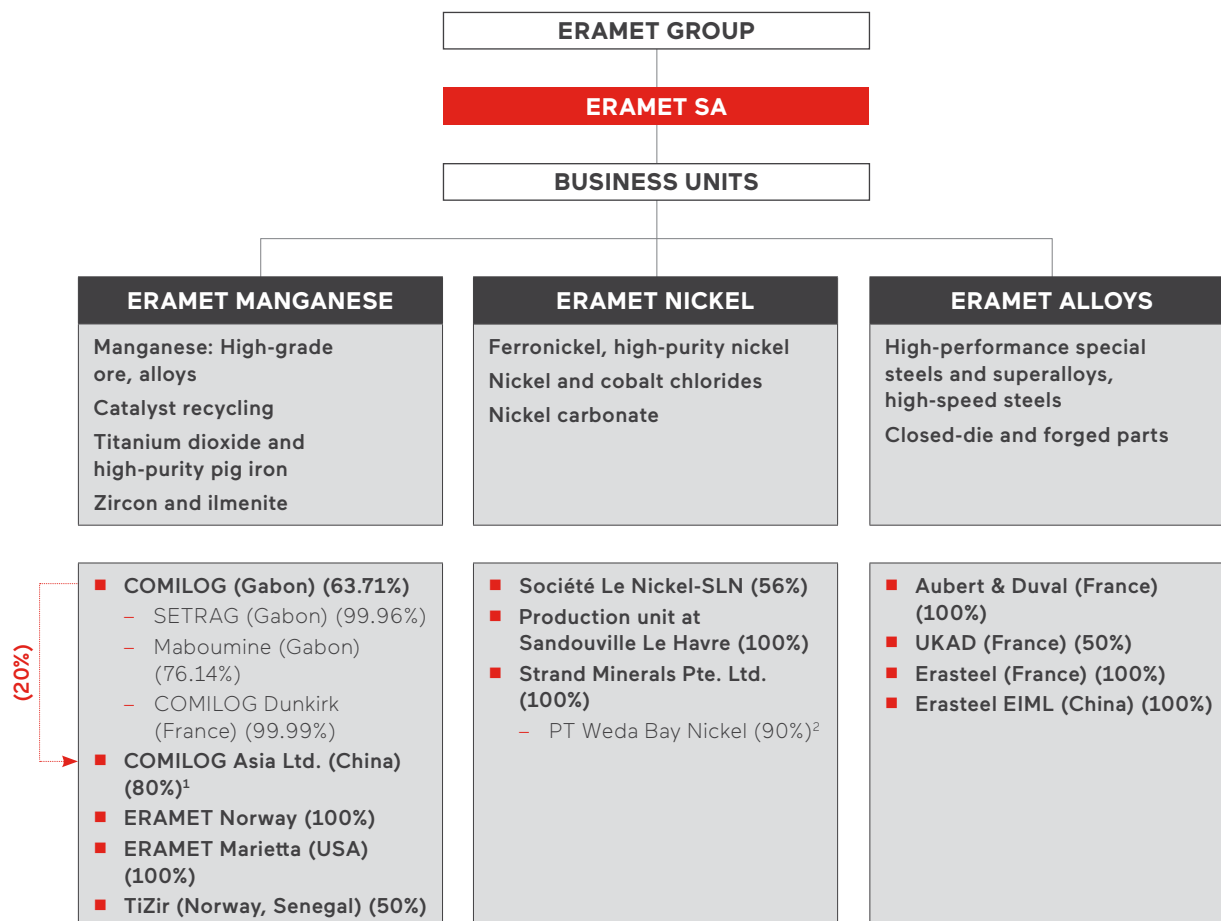 ERAMET GROUP
ERAMET SA
BUSINESS UNITS
ERAMET MANGANESE
Manganese: High-grade
ore, alloys
Catalyst recycling
Titanium dioxide and
high-purity pig iron
Zircon and ilmenite
ERAMET NICKEL
Ferronickel, high-purity nickel
Nickel and cobalt chlorides
Nickel carbonate
ERAMET ALLOYS
High-performance special
steels and superalloys,
high-speed steels
Closed-die and forged parts
(20%)
■ COMILOG (Gabon) (63.71%)
– SETRAG (Gabon) (99.96%)
– Maboumine (Gabon)
(76.14%)
– COMILOG Dunkirk
(France) (99.99%)
■ COMILOG Asia Ltd. (China)
(80%)¹
■ ERAMET Norway (100%)
■ ERAMET Marietta (USA)
(100%)
■ TiZir (Norway, Senegal) (50%)
■ Société Le Nickel-SLN (56%)
■ Production unit at
Sandouville Le Havre (100%)
■ Strand Minerals Pte. Ltd.
(100%)
– PT Weda Bay Nickel (90%)²
■ Aubert & Duval (France)
(100%)
■ UKAD (France) (50%)
■ Erasteel (France) (100%)
■ Erasteel EIML (China) (100%)